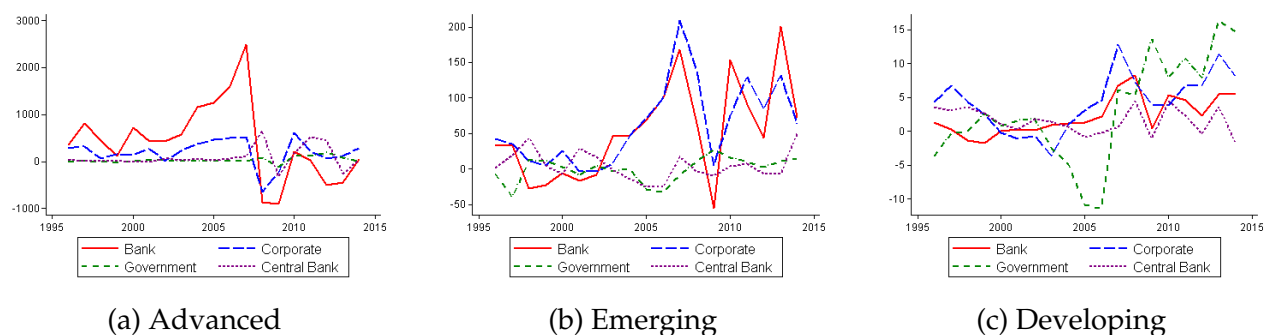 3000
2000
1000
0
-1000
1995 2000 2005 2010 2015
Bank Corporate
Government Central Bank
(a) Advanced
200
150
100
50
0
-50
1995 2000 2005 2010 2015
Bank Corporate
Government Central Bank
(b) Emerging
15
10
5
0
-5
-10
1995 2000 2005 2010 2015
Bank Corporate
Government Central Bank
(c) Developing